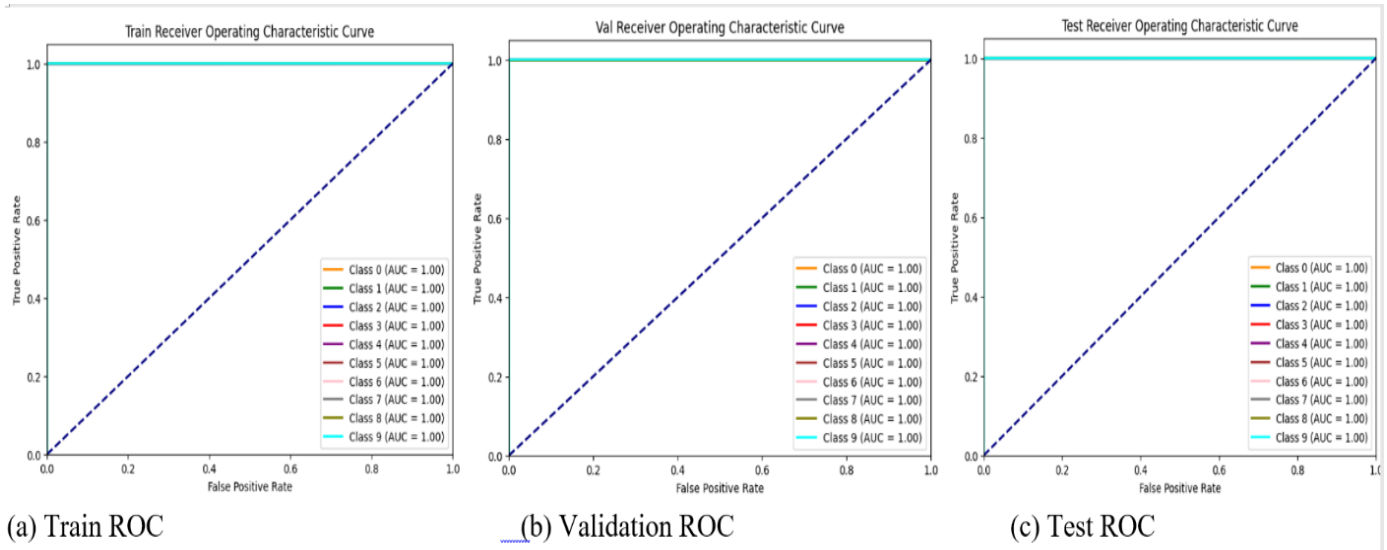 Train Receiver Operating Characteristic Curve
True Positive Rate
1.0
0.8
0.6
0.4
0.2
0.0
Class 0 (AUC = 1.00)
Class 1 (AUC = 1.00)
Class 2 (AUC = 1.00)
Class 3 (AUC = 1.00)
Class 4 (AUC = 1.00)
Class 5 (AUC = 1.00)
Class 6 (AUC = 1.00)
Class 7 (AUC = 1.00)
Class 8 (AUC = 1.00)
Class 9 (AUC = 1.00)
0.0 0.2 0.4 0.6 0.8 1.0
False Positive Rate
(a) Train ROC
Val Receiver Operating Characteristic Curve
True Positive Rate
1.0
0.8
0.6
0.4
0.2
0.0
Class 0 (AUC = 1.00)
Class 1 (AUC = 1.00)
Class 2 (AUC = 1.00)
Class 3 (AUC = 1.00)
Class 4 (AUC = 1.00)
Class 5 (AUC = 1.00)
Class 6 (AUC = 1.00)
Class 7 (AUC = 1.00)
Class 8 (AUC = 1.00)
Class 9 (AUC = 1.00)
0.0 0.2 0.4 0.6 0.8 1.0
False Positive Rate
(b) Validation ROC
Test Receiver Operating Characteristic Curve
True Positive Rate
1.0
0.8
0.6
0.4
0.2
0.0
Class 0 (AUC = 1.00)
Class 1 (AUC = 1.00)
Class 2 (AUC = 1.00)
Class 3 (AUC = 1.00)
Class 4 (AUC = 1.00)
Class 5 (AUC = 1.00)
Class 6 (AUC = 1.00)
Class 7 (AUC = 1.00)
Class 8 (AUC = 1.00)
Class 9 (AUC = 1.00)
0.0 0.2 0.4 0.6 0.8 1.0
False Positive Rate
(c) Test ROC